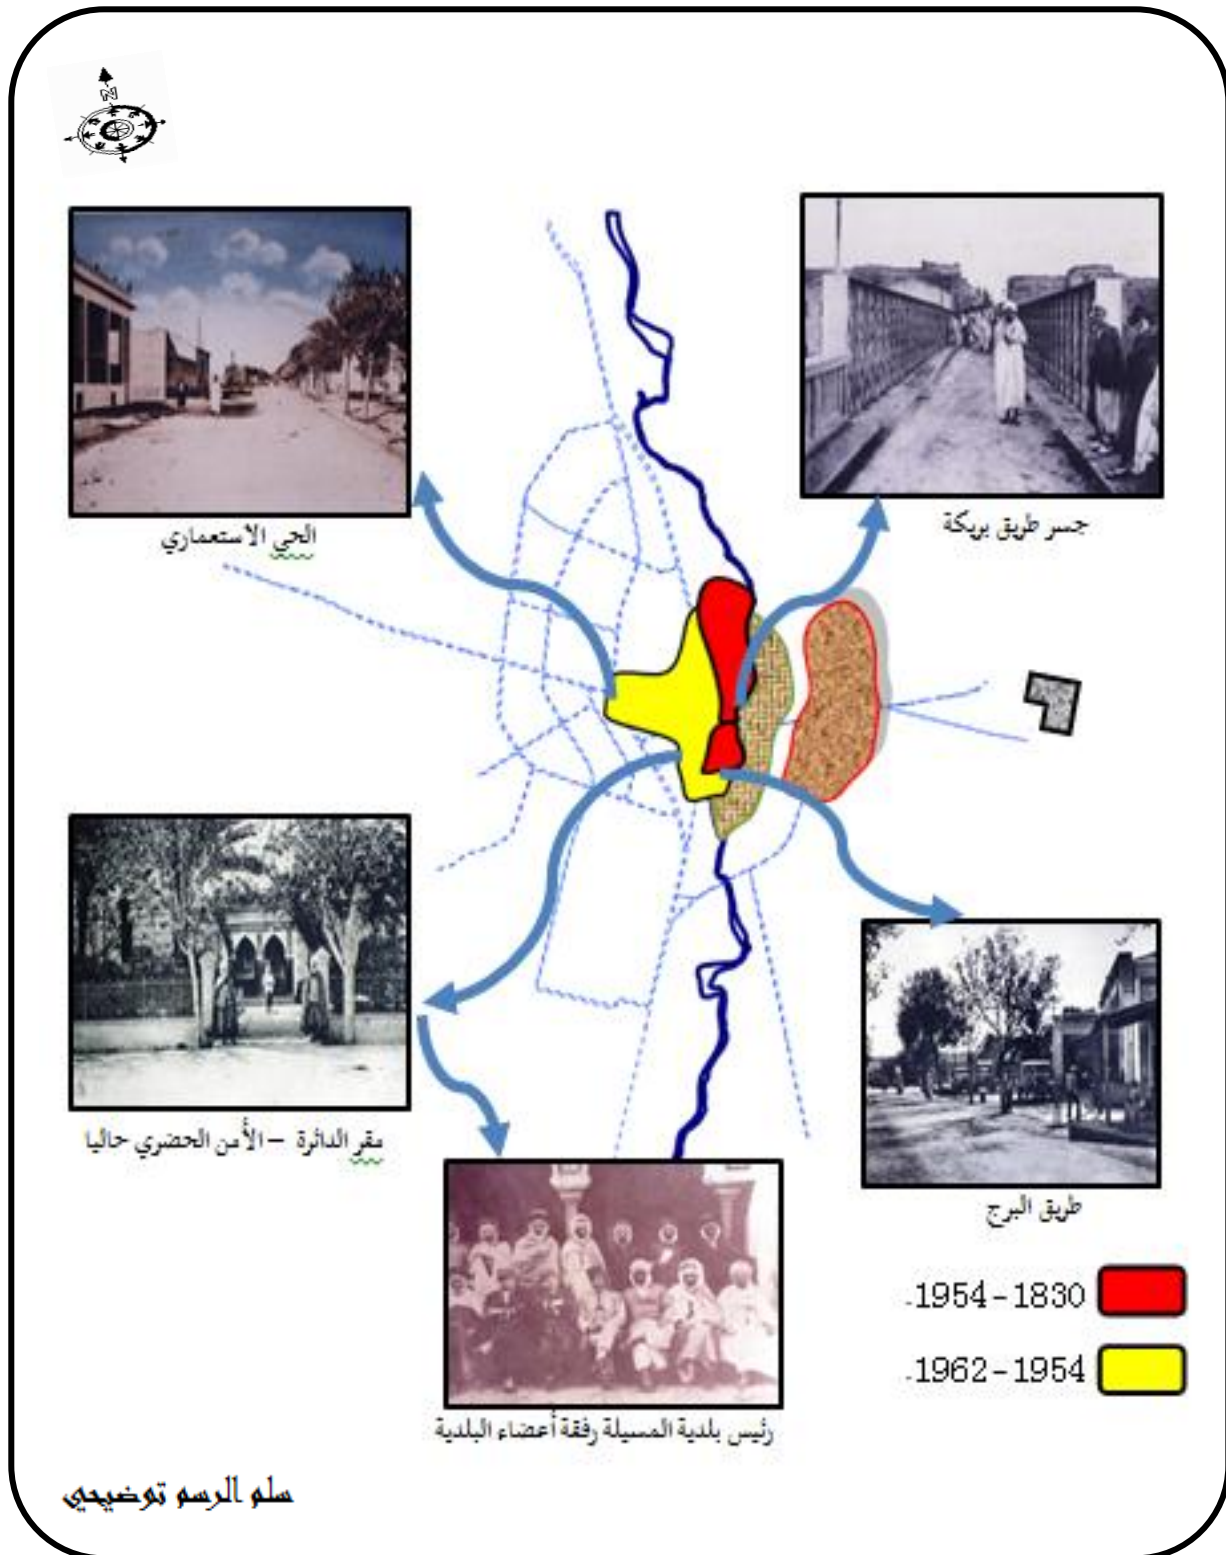 N
الحي الاستعماري
جسر طريق بريكة
مقر الدائرة – الأمن الحضري حاليا
طريق البرج
رئيس بلدية المسيلة رفقة أعضاء البلدية
1830 – 1954.
1954 – 1962.
سلم الرسم توضيحي